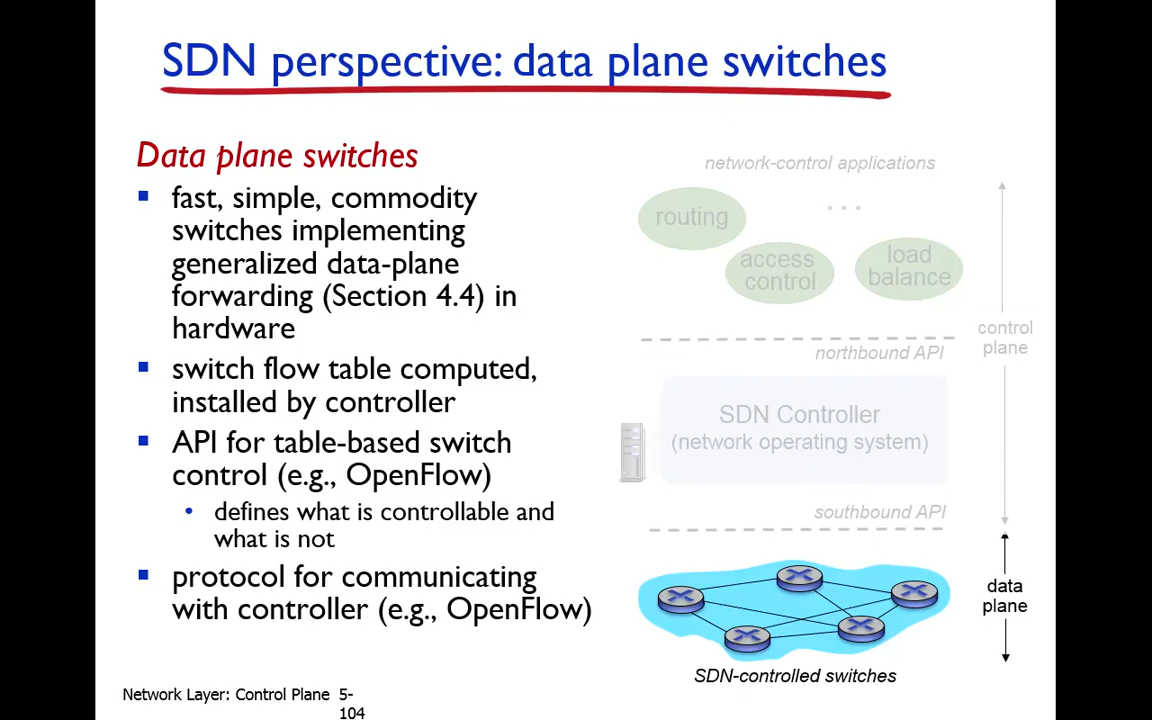 SDN perspective: data plane switches
Data plane switches
fast, simple, commodity
switches implementing
generalized data-plane
forwarding (Section 4.4) in
hardware
switch flow table computed,
installed by controller
API for table-based switch
control (e.g., OpenFlow)
defines what is controllable and
what is not
protocol for communicating
with controller (e.g., OpenFlow)
network-control applications
routing
...
access
control
load
balance
control
plane
northbound API
SDN Controller
(network operating system)
southbound API
data
plane
SDN-controlled switches
Network Layer: Control Plane 5-
104